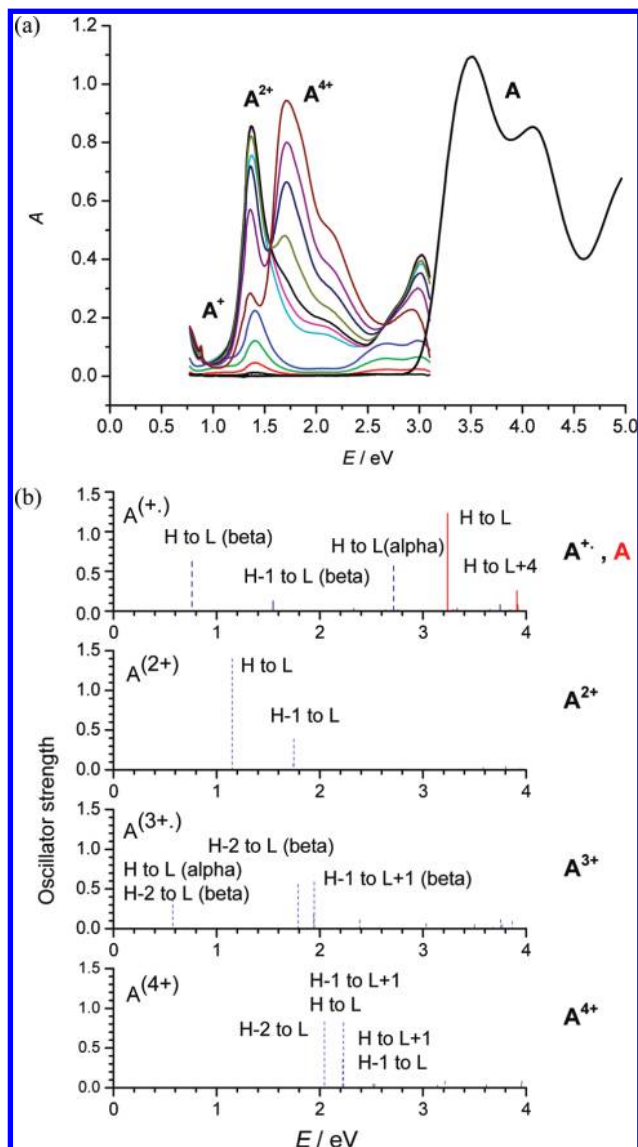 (a)
1.2
1.0
0.8
0.6
0.4
0.2
0.0
A
A²⁺
A⁴⁺
A
A⁺
0.0 0.5 1.0 1.5 2.0 2.5 3.0 3.5 4.0 4.5 5.0
E / eV
(b)
Oscillator strength
1.5
1.0
0.5
0.0
A(+.)
H to L (beta)
H-1 to L (beta)
H to L(alpha)
H to L
H to L+4
A⁺·, A
0 1 2 3 4
1.5
1.0
0.5
0.0
A(2+)
H to L
H-1 to L
A²⁺
0 1 2 3 4
1.5
1.0
0.5
0.0
A(3+.)
H-2 to L (beta)
H to L (alpha)
H-2 to L (beta)
H-1 to L+1 (beta)
A³⁺
0 1 2 3 4
1.5
1.0
0.5
0.0
A(4+)
H-1 to L+1
H to L
H-2 to L
H to L+1
H-1 to L
A⁴⁺
0 1 2 3 4
E / eV